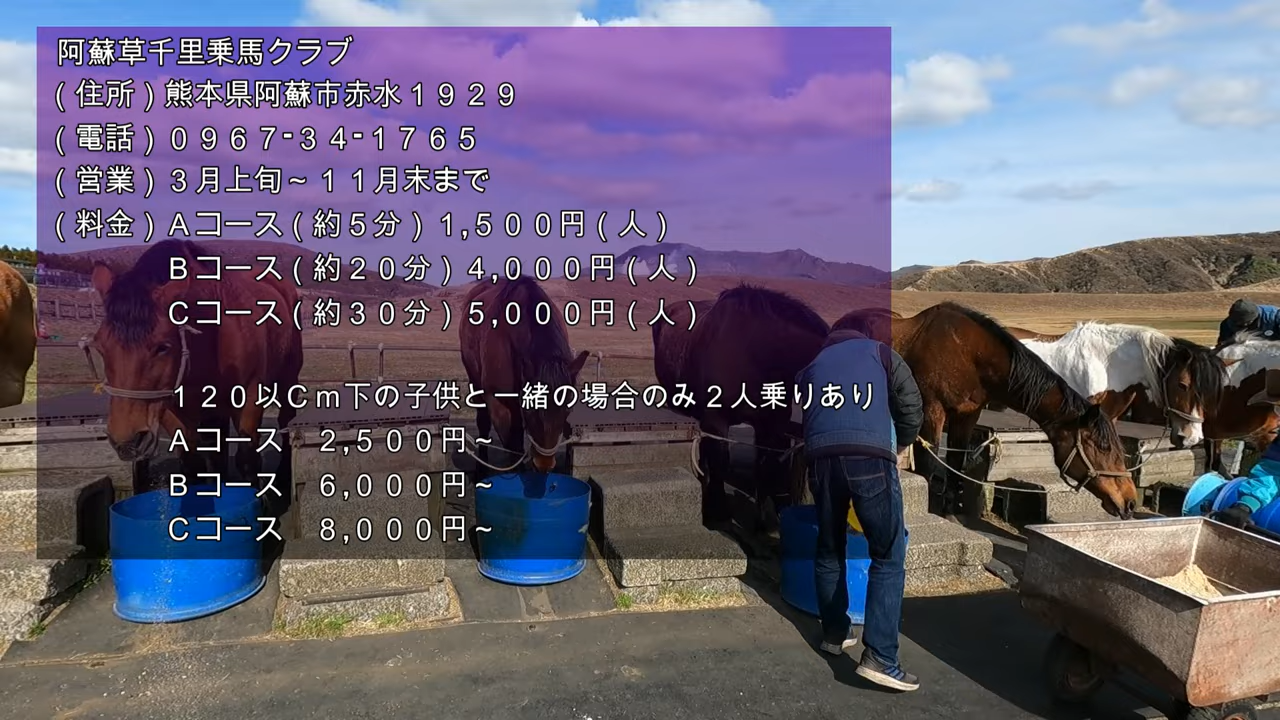 阿蘇草千里乗馬クラブ
(住所)熊本県阿蘇市赤水1929
(電話)0967-34-1765
(営業)3月上旬~11月末まで
(料金)Aコース(約5分)1,500円(人)
Bコース(約20分)4,000円(人)
Cコース(約30分)5,000円(人)
120以Cm下の子供と一緒の場合のみ2人乗りあり
Aコース 2,500円~
Bコース 6,000円~
Cコース 8,000円~